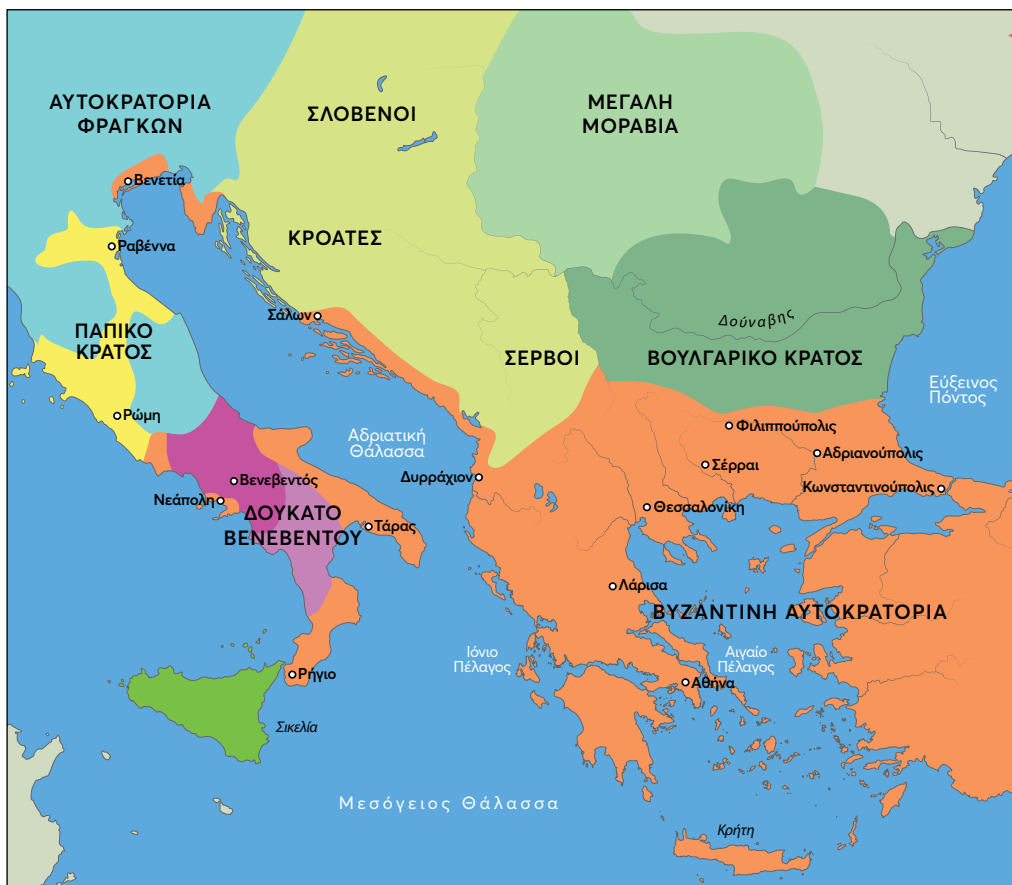 ΑΥΤΟΚΡΑΤΟΡΙΑ
ΦΡΑΓΚΩΝ
ΣΛΟΒΕΝΟΙ
ΜΕΓΑΛΗ
ΜΟΡΑΒΙΑ
Βενετία
Ραβέννα
ΚΡΟΑΤΕΣ
Σάλων
Δούναβης
ΠΑΠΙΚΟ
ΚΡΑΤΟΣ
ΣΕΡΒΟΙ
ΒΟΥΛΓΑΡΙΚΟ ΚΡΑΤΟΣ
Εύξεινος
Πόντος
Ρώμη
Αδριατική
Θάλασσα
Φιλιππούπολις
Αδριανούπολις
Σέρραι
Δυρράχιον
Κωνσταντινούπολις
Βενεβεντός
Νεάπολη
ΔΟΥΚΑΤΟ
ΒΕΝΕΒΕΝΤΟΥ
Τάρας
Θεσσαλονίκη
Λάρισα
ΒΥΖΑΝΤΙΝΗ ΑΥΤΟΚΡΑΤΟΡΙΑ
Ιόνιο
Πέλαγος
Αιγαίο
Πέλαγος
Ρήγιο
Αθήνα
Σικελία
Μεσόγειος Θάλασσα
Κρήτη